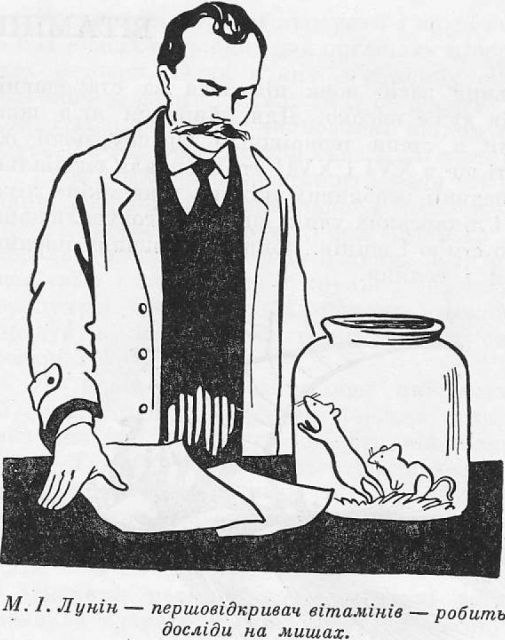 М. І. Лунін — першовідкривач вітамінів — робить
досліди на мишах.